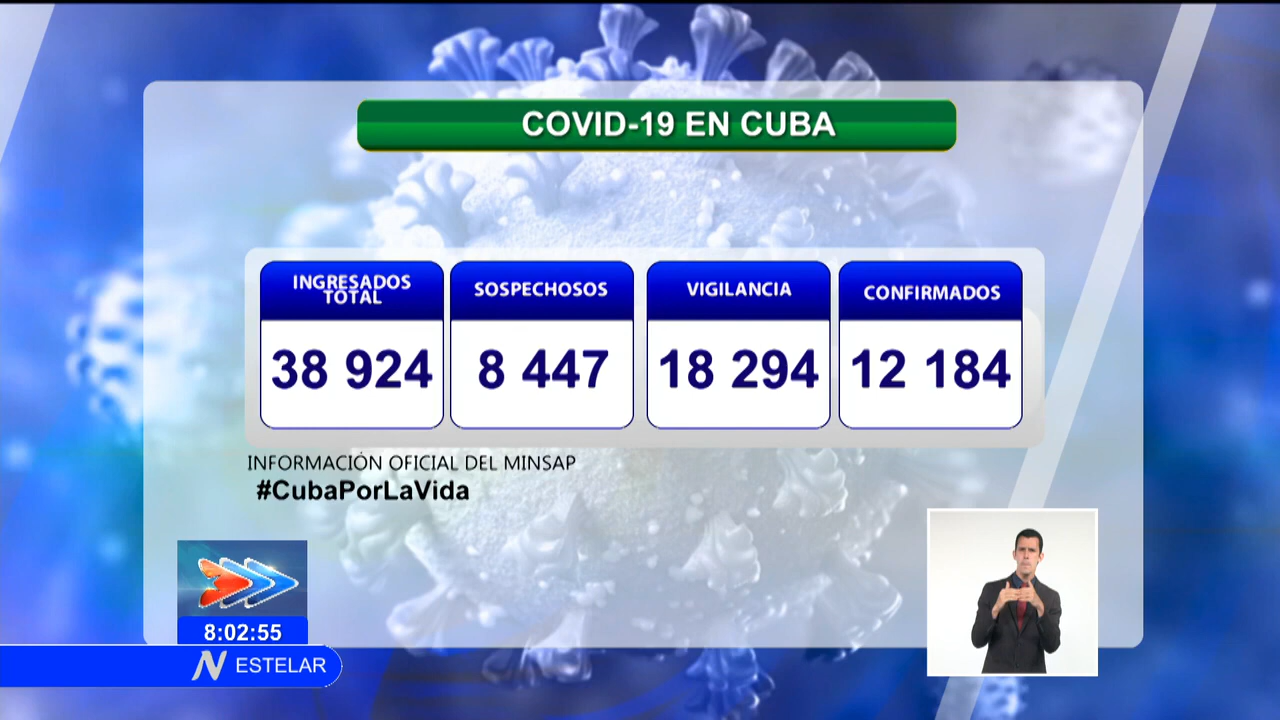 COVID-19 EN CUBA
INGRESADOS
TOTAL
SOSPECHOSOS
VIGILANCIA
CONFIRMADOS
38 924
8 447
18 294
12 184
INFORMACIÓN OFICIAL DEL MINSAP
#CubaPorLaVida
8:02:55
N ESTELAR